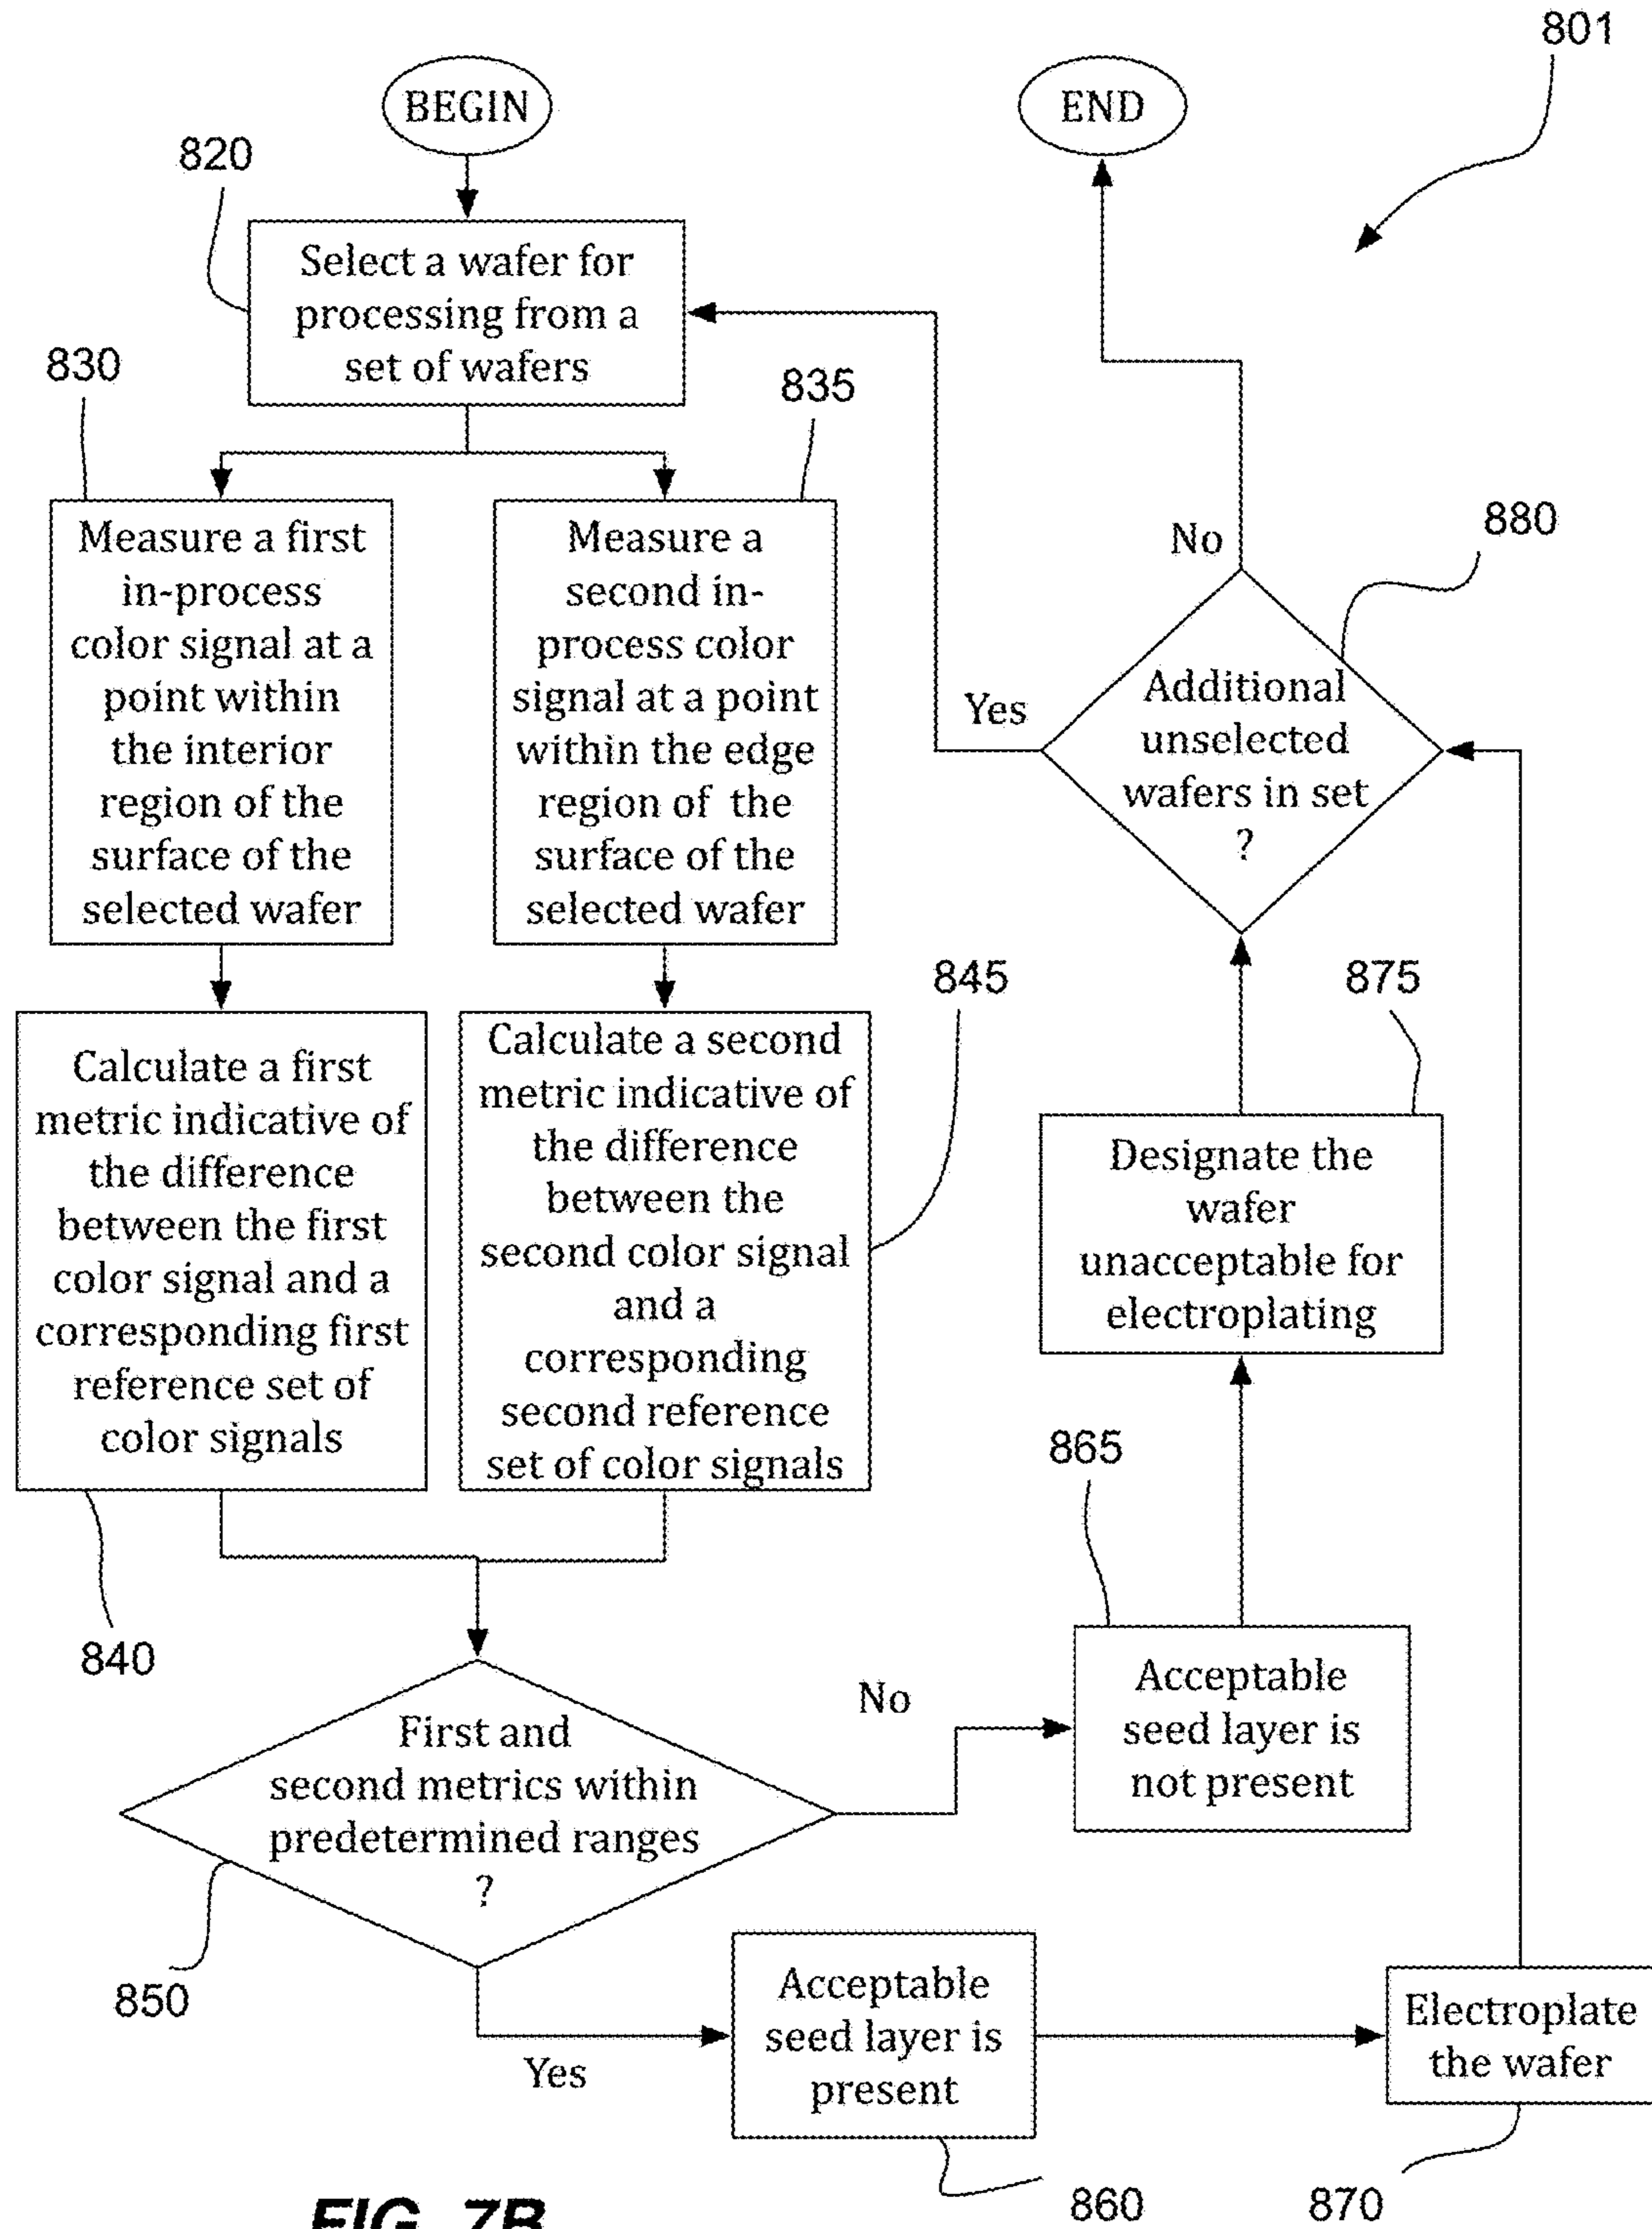 801
BEGIN
END
820
Select a wafer for
processing from a
set of wafers
830
835
Measure a first
in-process
color signal at a
point within
the interior
region of the
surface of the
selected wafer
Measure a
second in-
process color
signal at a point
within the edge
region of the
surface of the
selected wafer
No
880
Yes
Additional
unselected
wafers in set
?
845
875
Calculate a first
metric indicative of
the difference
between the first
color signal and a
corresponding first
reference set of
color signals
Calculate a second
metric indicative of
the difference
between the
second color signal
and a
corresponding
second reference
set of color signals
Designate the
wafer
unacceptable for
electroplating
865
840
No
Acceptable
seed layer is
not present
First and
second metrics within
predetermined ranges
?
850
Yes
Acceptable
seed layer is
present
Electroplate
the wafer
860
870
FIG. 7B